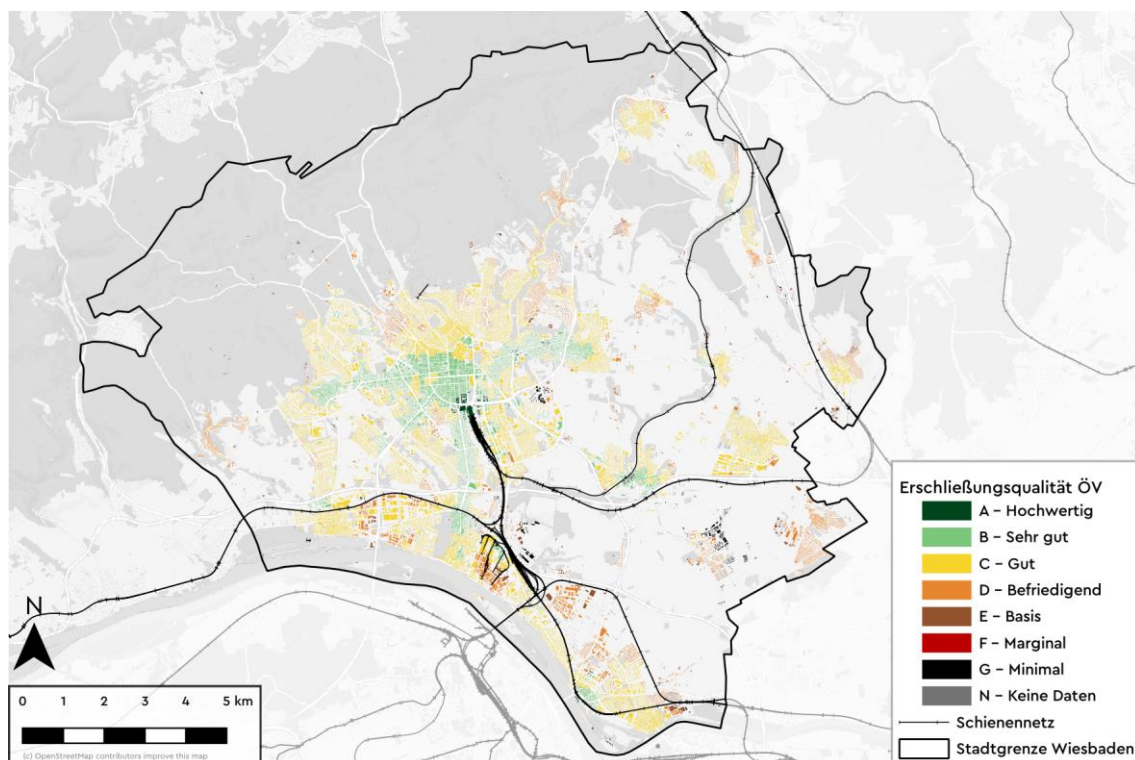 Erschließungsqualität ÖV
A – Hochwertig
B – Sehr gut
C – Gut
D – Befriedigend
E – Basis
F – Marginal
G – Minimal
N – Keine Daten
Schienennetz
Stadtgrenze Wiesbaden
N
0 1 2 3 4 5 km
(c) OpenStreetMap contributors improve this map